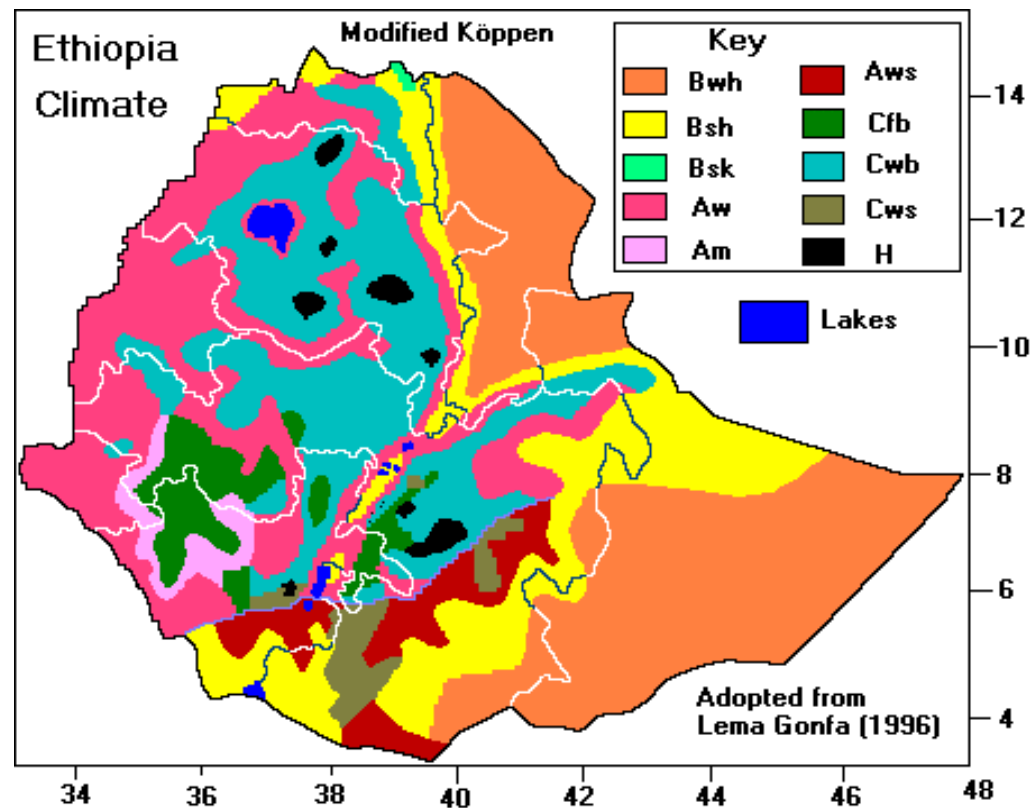 Ethiopia
Climate
Modified Köppen
Key
Bwh
Bsh
Bsk
Aw
Am
Aws
Cfb
Cwb
Cws
H
Lakes
14
12
10
8
6
4
Adopted from
Lema Gonfa (1996)
34 36 38 40 42 44 46 48